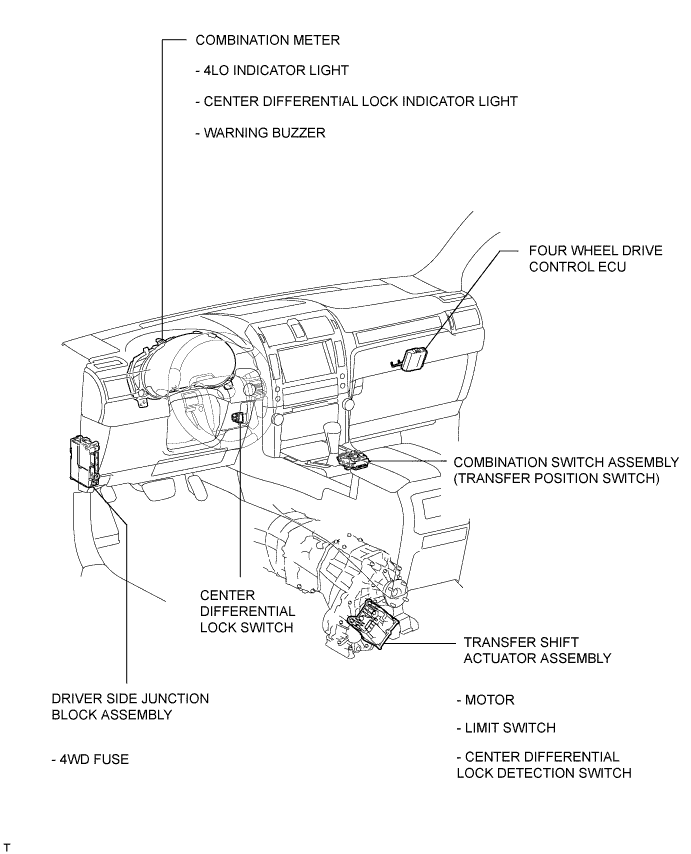 COMBINATION METER
- 4LO INDICATOR LIGHT
- CENTER DIFFERENTIAL LOCK INDICATOR LIGHT
- WARNING BUZZER
FOUR WHEEL DRIVE
CONTROL ECU
COMBINATION SWITCH ASSEMBLY
(TRANSFER POSITION SWITCH)
CENTER
DIFFERENTIAL
LOCK SWITCH
TRANSFER SHIFT
ACTUATOR ASSEMBLY
- MOTOR
- LIMIT SWITCH
- CENTER DIFFERENTIAL
LOCK DETECTION SWITCH
DRIVER SIDE JUNCTION
BLOCK ASSEMBLY
- 4WD FUSE
T